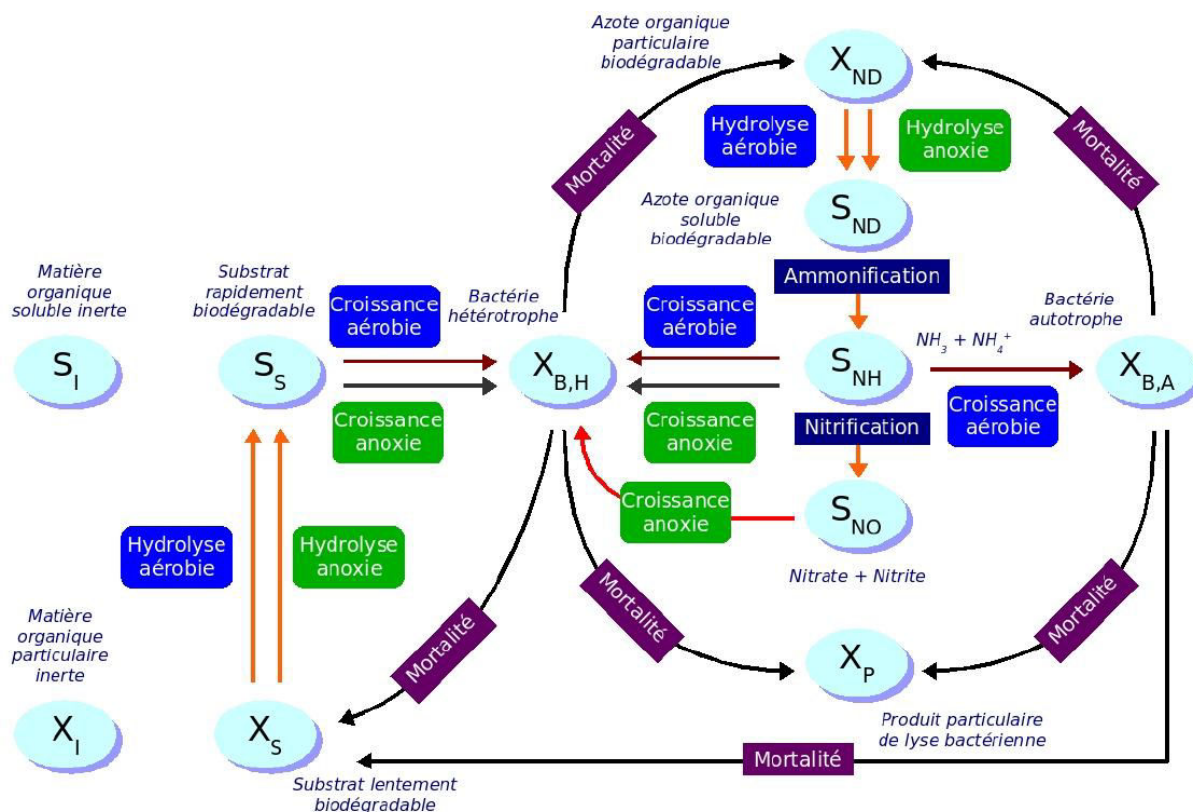 Azote organique
particulaire
biodégradable
X_ND
Mortalité
Hydrolyse
aérobie
Hydrolyse
anoxie
Mortalité
Azote organique
soluble
biodégradable
S_ND
Ammonification
Matière
organique
soluble inerte
S_I
Substrat
rapidement
biodégradable
S_S
Croissance
aérobie
Croissance
anoxie
Bactérie
hétérotrophe
X_B,H
Croissance
aérobie
Croissance
anoxie
S_NH
NH₃ + NH₄⁺
Croissance
aérobie
Bactérie
autotrophe
X_B,A
Nitrification
Croissance
anoxie
S_NO
Nitrate + Nitrite
Hydrolyse
aérobie
Hydrolyse
anoxie
Mortalité
Mortalité
Mortalité
Matière
organique
particulaire
inerte
X_I
X_S
Substrat lentement
biodégradable
X_P
Produit particulaire
de lyse bactérienne
Mortalité